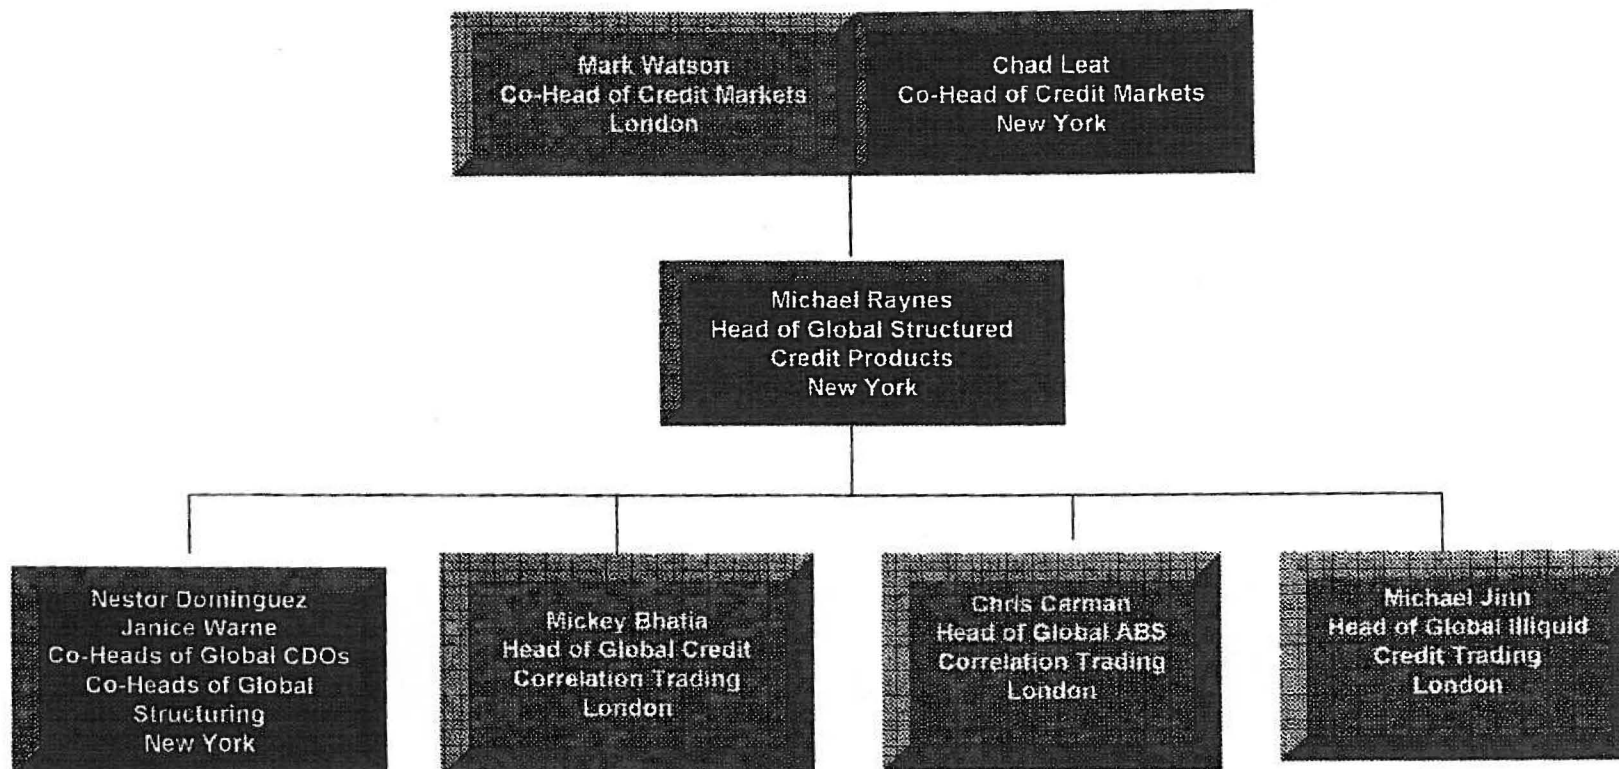 Mark Watson
Co-Head of Credit Markets
London
Chad Leat
Co-Head of Credit Markets
New York
Michael Raynes
Head of Global Structured
Credit Products
New York
Nestor Dominguez
Janice Warne
Co-Heads of Global CDOs
Co-Heads of Global
Structuring
New York
Mickey Bhatia
Head of Global Credit
Correlation Trading
London
Chris Carman
Head of Global ABS
Correlation Trading
London
Michael Jinn
Head of Global Illiquid
Credit Trading
London